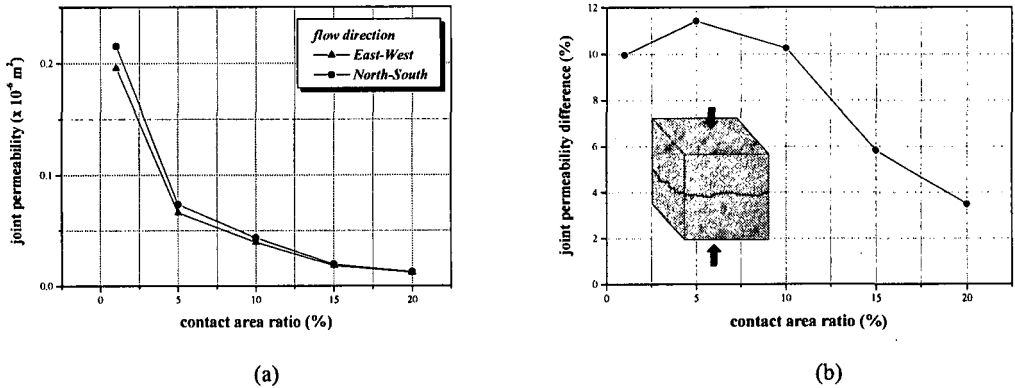 flow direction
East-West
North-South
0.2
0.1
0.0
0
5
10
15
20
joint permeability (x 10⁻⁶ m²)
contact area ratio (%)
(a)
12
10
8
6
4
2
0
0
5
10
15
20
joint permeability difference (%)
contact area ratio (%)
(b)